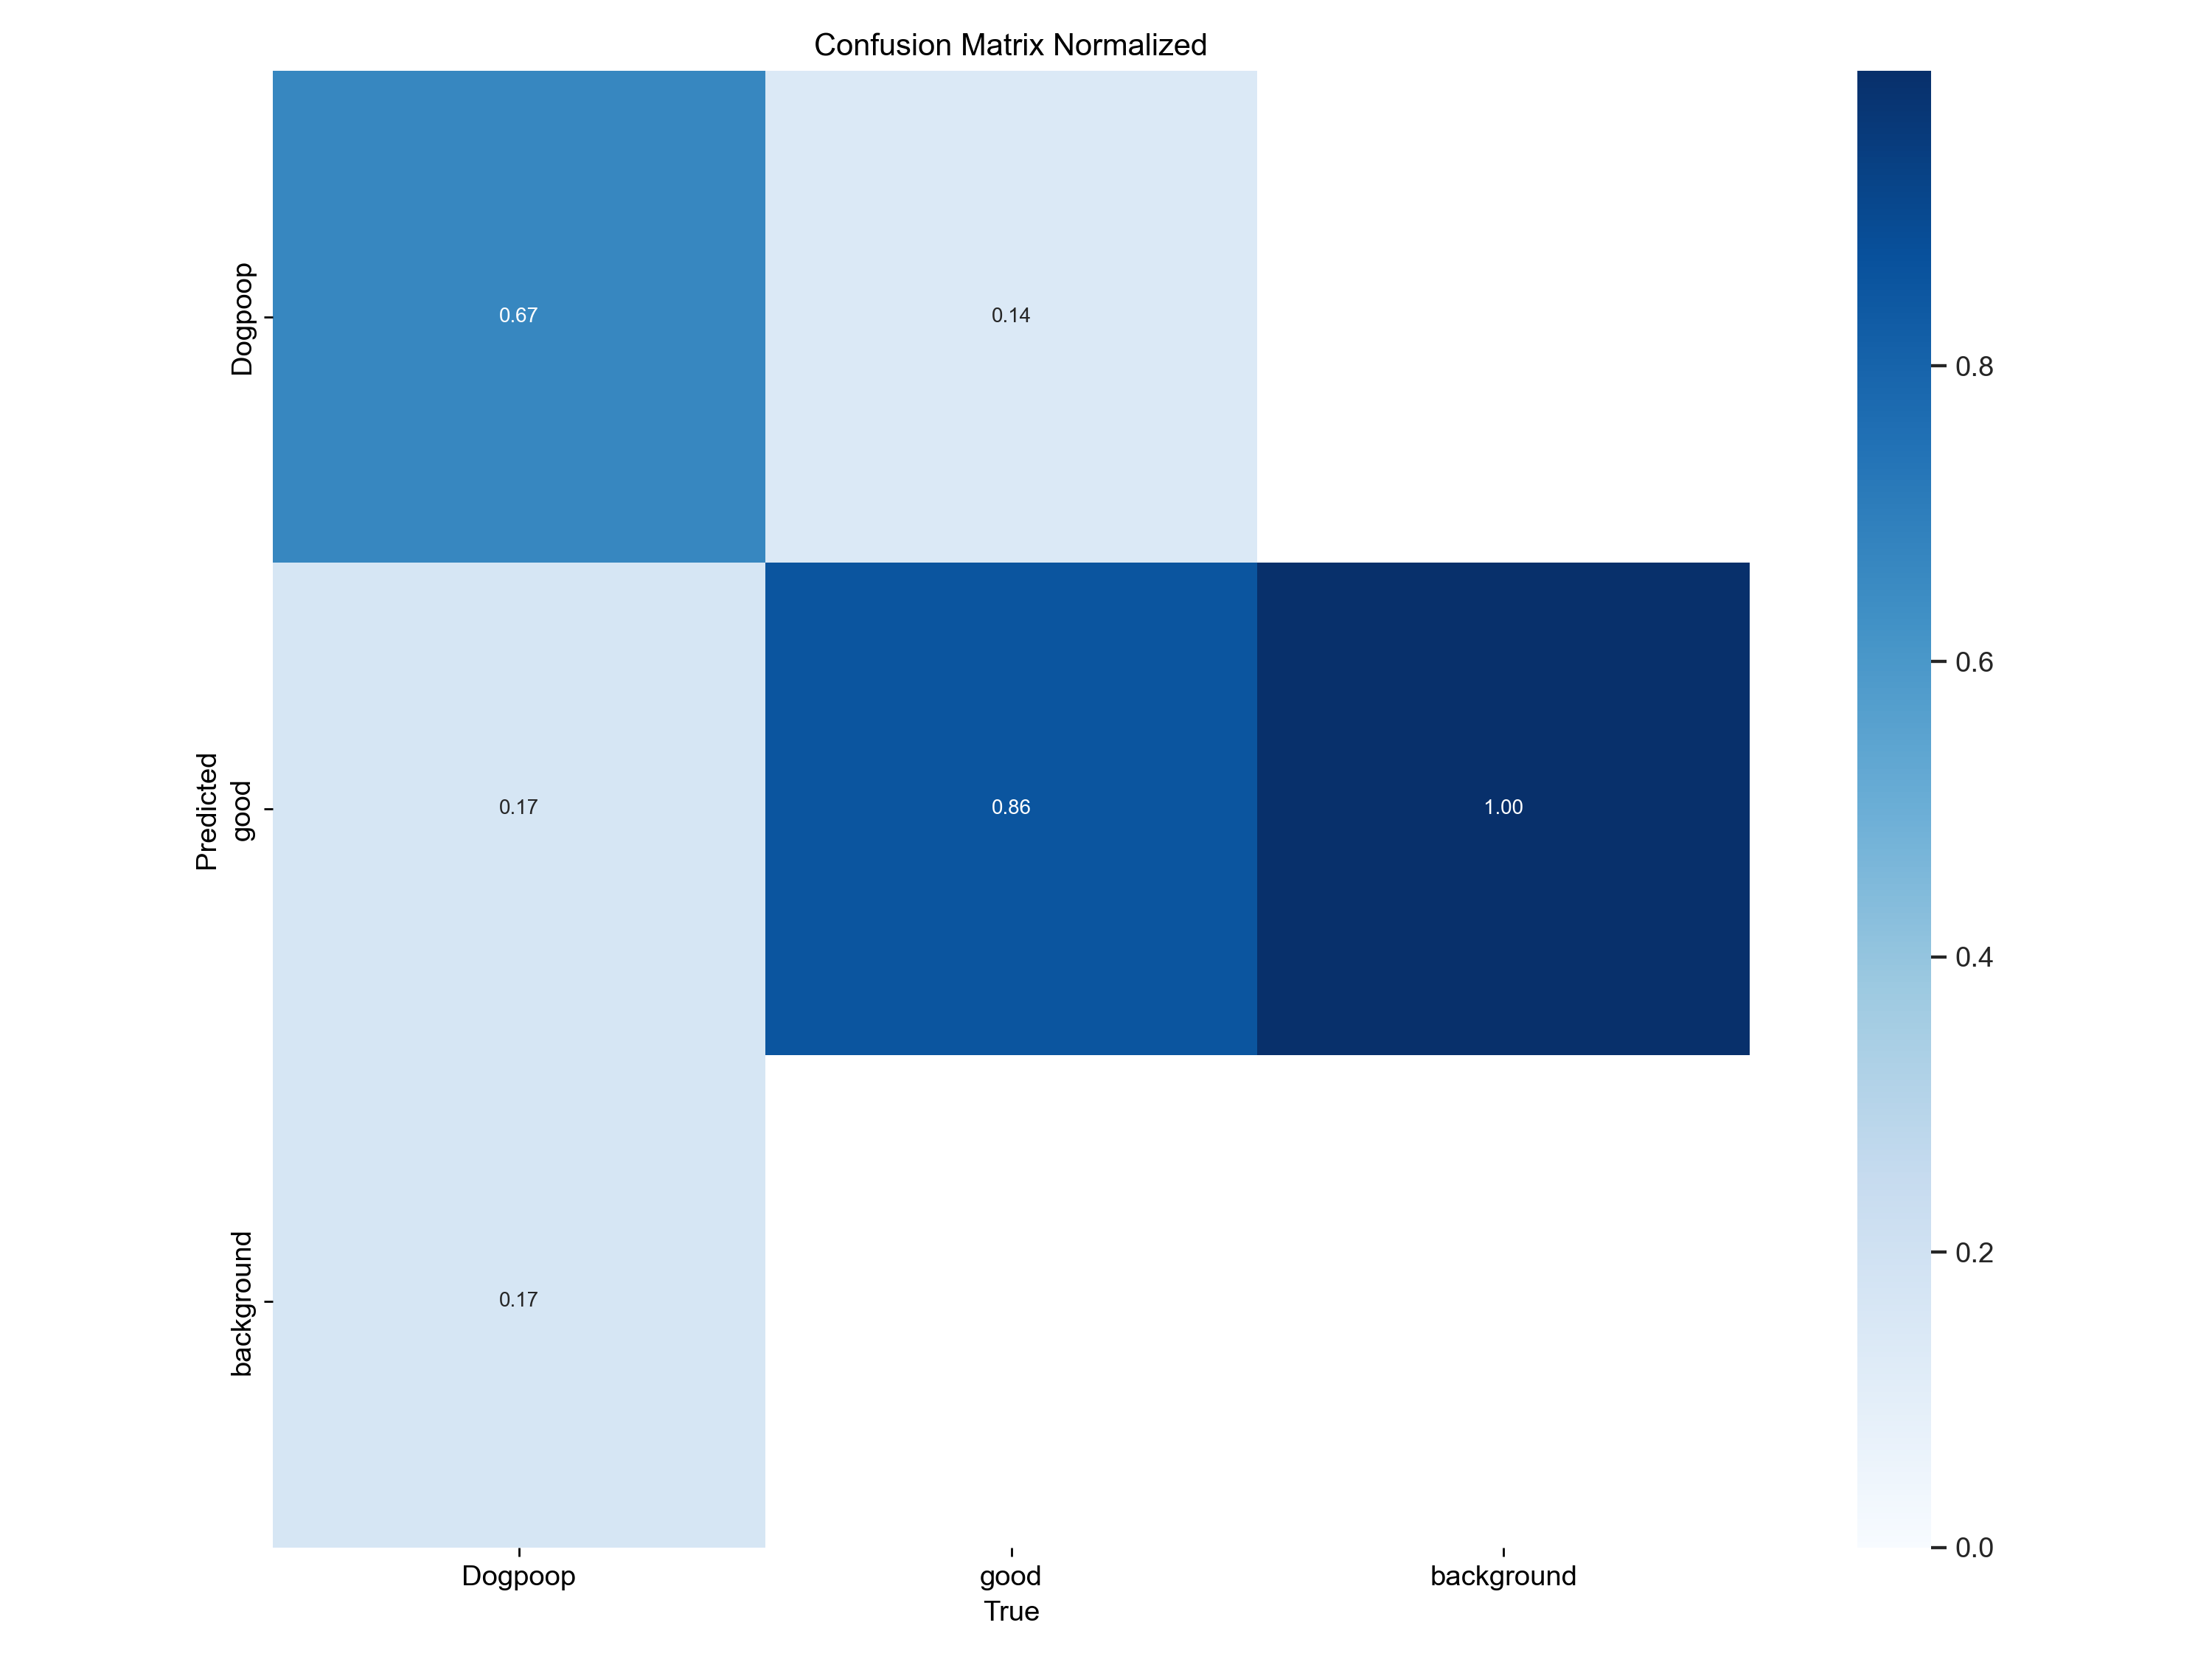 Confusion Matrix Normalized
Dogpoop
0.67
0.14
0.8
0.6
Predicted
good
0.17
0.86
1.00
0.4
0.2
background
0.17
0.0
Dogpoop
good
background
True